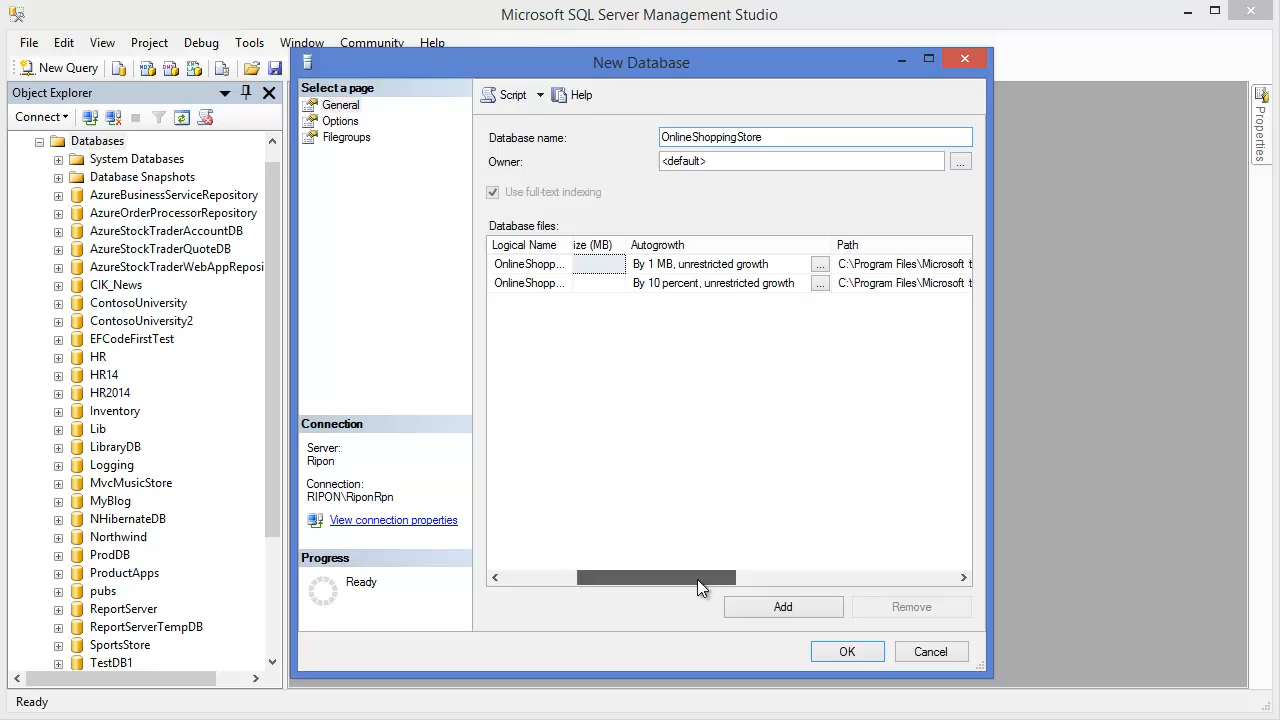 Microsoft SQL Server Management Studio
File Edit View Project Debug Tools Window Community Help
New Query
Object Explorer
Connect
Databases
System Databases
Database Snapshots
AzureBusinessServiceRepository
AzureOrderProcessorRepository
AzureStockTraderAccountDB
AzureStockTraderQuoteDB
AzureStockTraderWebAppReposi
CIK_News
ContosoUniversity
ContosoUniversity2
EFCodeFirstTest
HR
HR14
HR2014
Inventory
Lib
LibraryDB
Logging
MvcMusicStore
MyBlog
NHibernateDB
Northwind
ProdDB
ProductApps
pubs
ReportServer
ReportServerTempDB
SportsStore
TestDB1
Ready
New Database
Select a page
General
Options
Filegroups
Connection
Server:
Ripon
Connection:
RIPON\RiponRpn
View connection properties
Progress
Ready
Script Help
Database name: OnlineShoppingStore
Owner: <default> ...
Use full-text indexing
Database files:
Logical Name ize (MB) Autogrowth Path
OnlineShopp... By 1 MB, unrestricted growth ... C:\Program Files\Microsoft
OnlineShopp... By 10 percent, unrestricted growth ... C:\Program Files\Microsoft
Add Remove
OK Cancel
Properties